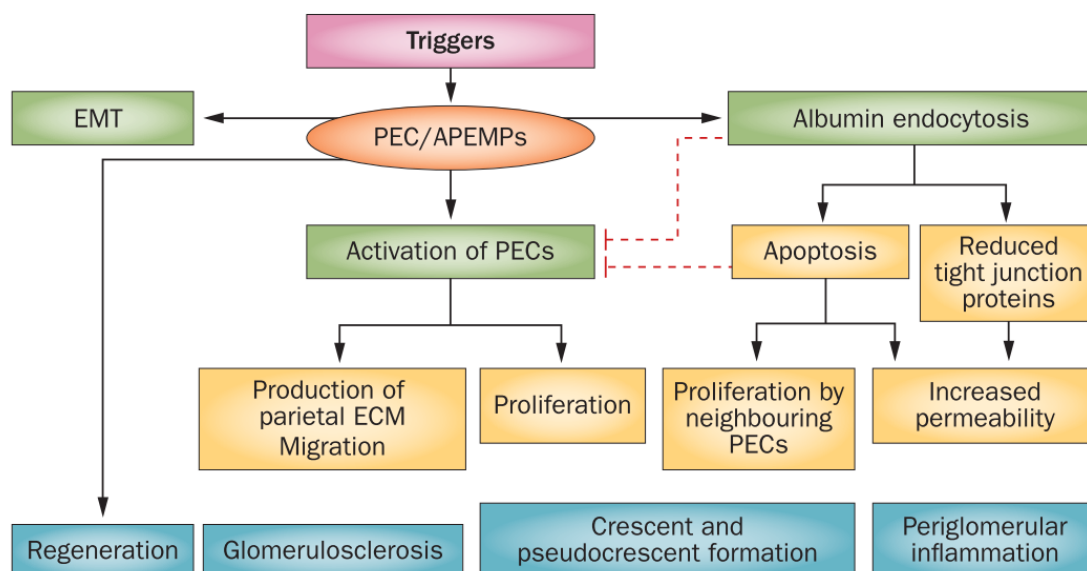 Triggers
EMT
PEC/APEMPs
Albumin endocytosis
Activation of PECs
Apoptosis
Reduced
tight junction
proteins
Production of
parietal ECM
Migration
Proliferation
Proliferation by
neighbouring
PECs
Increased
permeability
Regeneration
Glomerulosclerosis
Crescent and
pseudocrescent formation
Periglomerular
inflammation